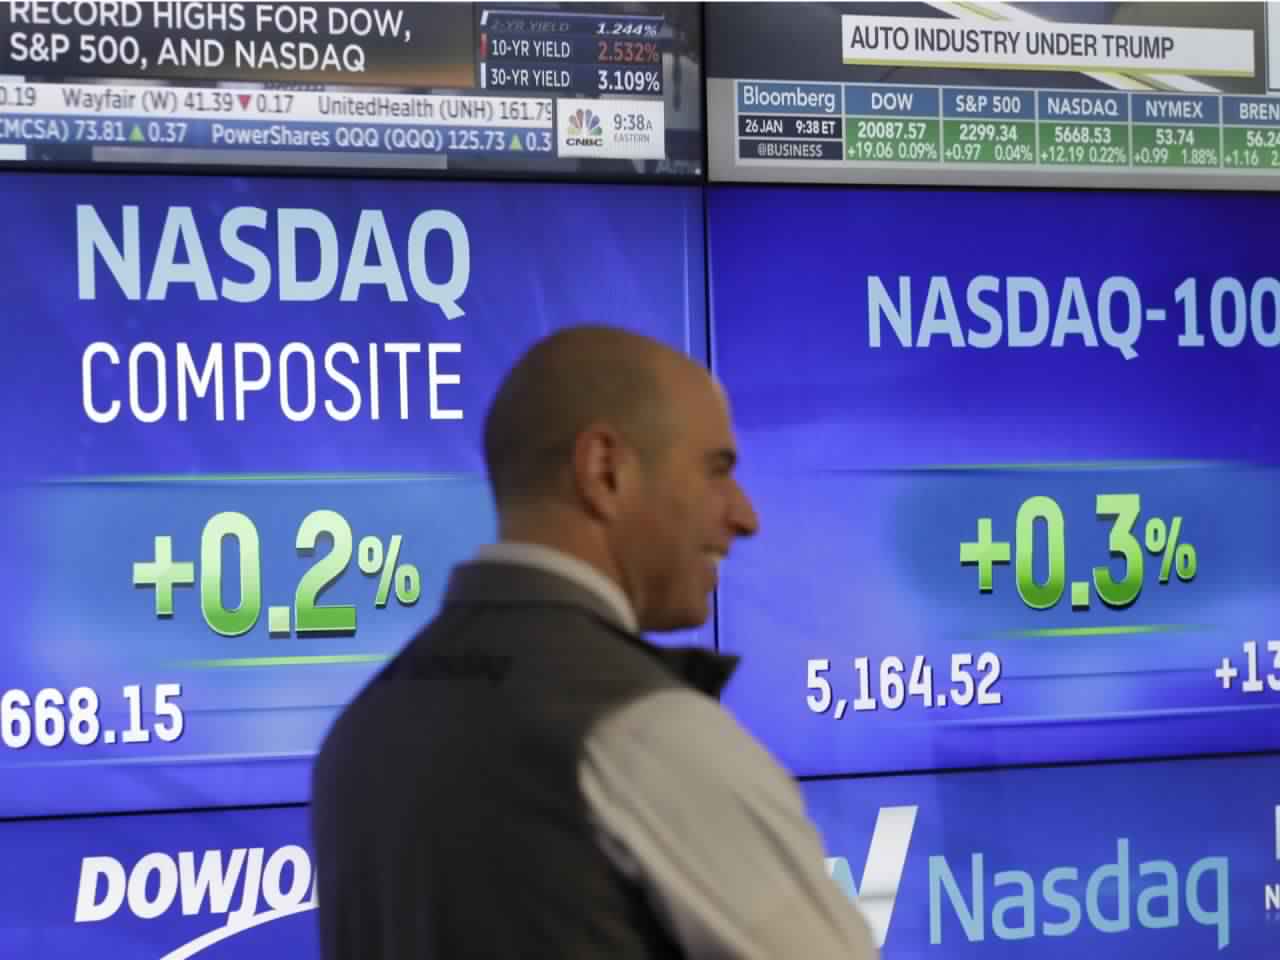 RECORD HIGHS FOR DOW,
S&P 500, AND NASDAQ
2-YR YIELD 1.244%
10-YR YIELD 2.532%
30-YR YIELD 3.109%
0.19 Wayfair (W) 41.39▼0.17 UnitedHealth (UNH) 161.79
CMCSA) 73.81▲0.37 PowerShares QQQ (QQQ) 125.73▲0.3
CNBC
9:38A
EASTERN
AUTO INDUSTRY UNDER TRUMP
Bloomberg DOW S&P 500 NASDAQ NYMEX BREN
26 JAN 9:38 ET 20087.57 2299.34 5668.53 53.74 56.24
@BUSINESS +19.06 0.09% +0.97 0.04% +12.19 0.22% +0.99 1.88% +1.16 2
NASDAQ
COMPOSITE
+0.2%
668.15
NASDAQ-100
+0.3%
5,164.52 +13
DOWJO
Nasdaq
N